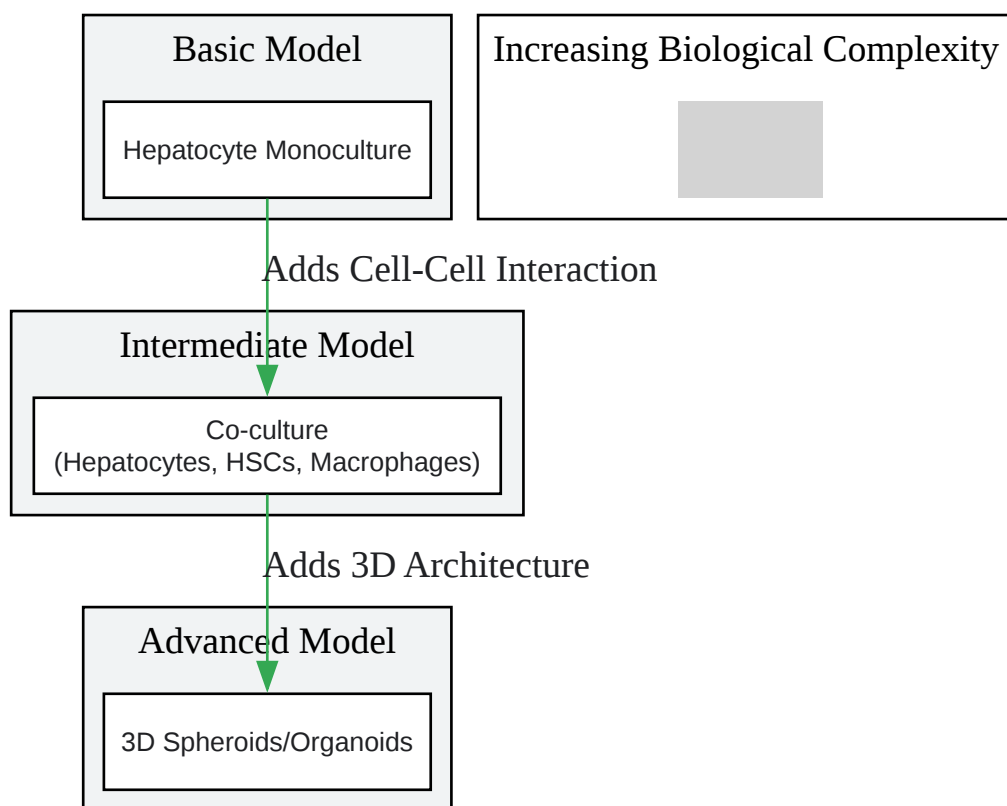 Basic Model
Increasing Biological Complexity
Hepatocyte Monoculture
Adds Cell-Cell Interaction
Intermediate Model
Co-culture
(Hepatocytes, HSCs, Macrophages)
Adds 3D Architecture
Advanced Model
3D Spheroids/Organoids